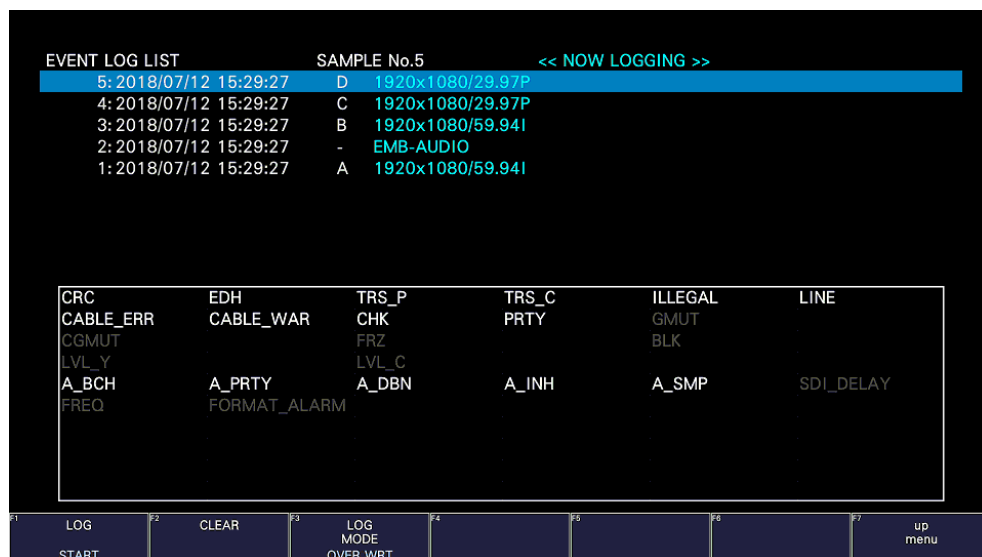 EVENT LOG LIST SAMPLE No.5 << NOW LOGGING >>
5: 2018/07/12 15:29:27 D 1920x1080/29.97P
4: 2018/07/12 15:29:27 C 1920x1080/29.97P
3: 2018/07/12 15:29:27 B 1920x1080/59.94I
2: 2018/07/12 15:29:27 - EMB-AUDIO
1: 2018/07/12 15:29:27 A 1920x1080/59.94I
CRC EDH TRS_P TRS_C ILLEGAL LINE
CABLE_ERR CABLE_WAR CHK PRTY GMUT
CGMUT FRZ BLK
LVL_Y LVL_C
A_BCH A_PRTY A_DBN A_INH A_SMP SDI_DELAY
FREQ FORMAT_ALARM
F1 F2 F3 F4 F5 F6 F7
LOG CLEAR LOG up
MODE menu
START OVER WRT